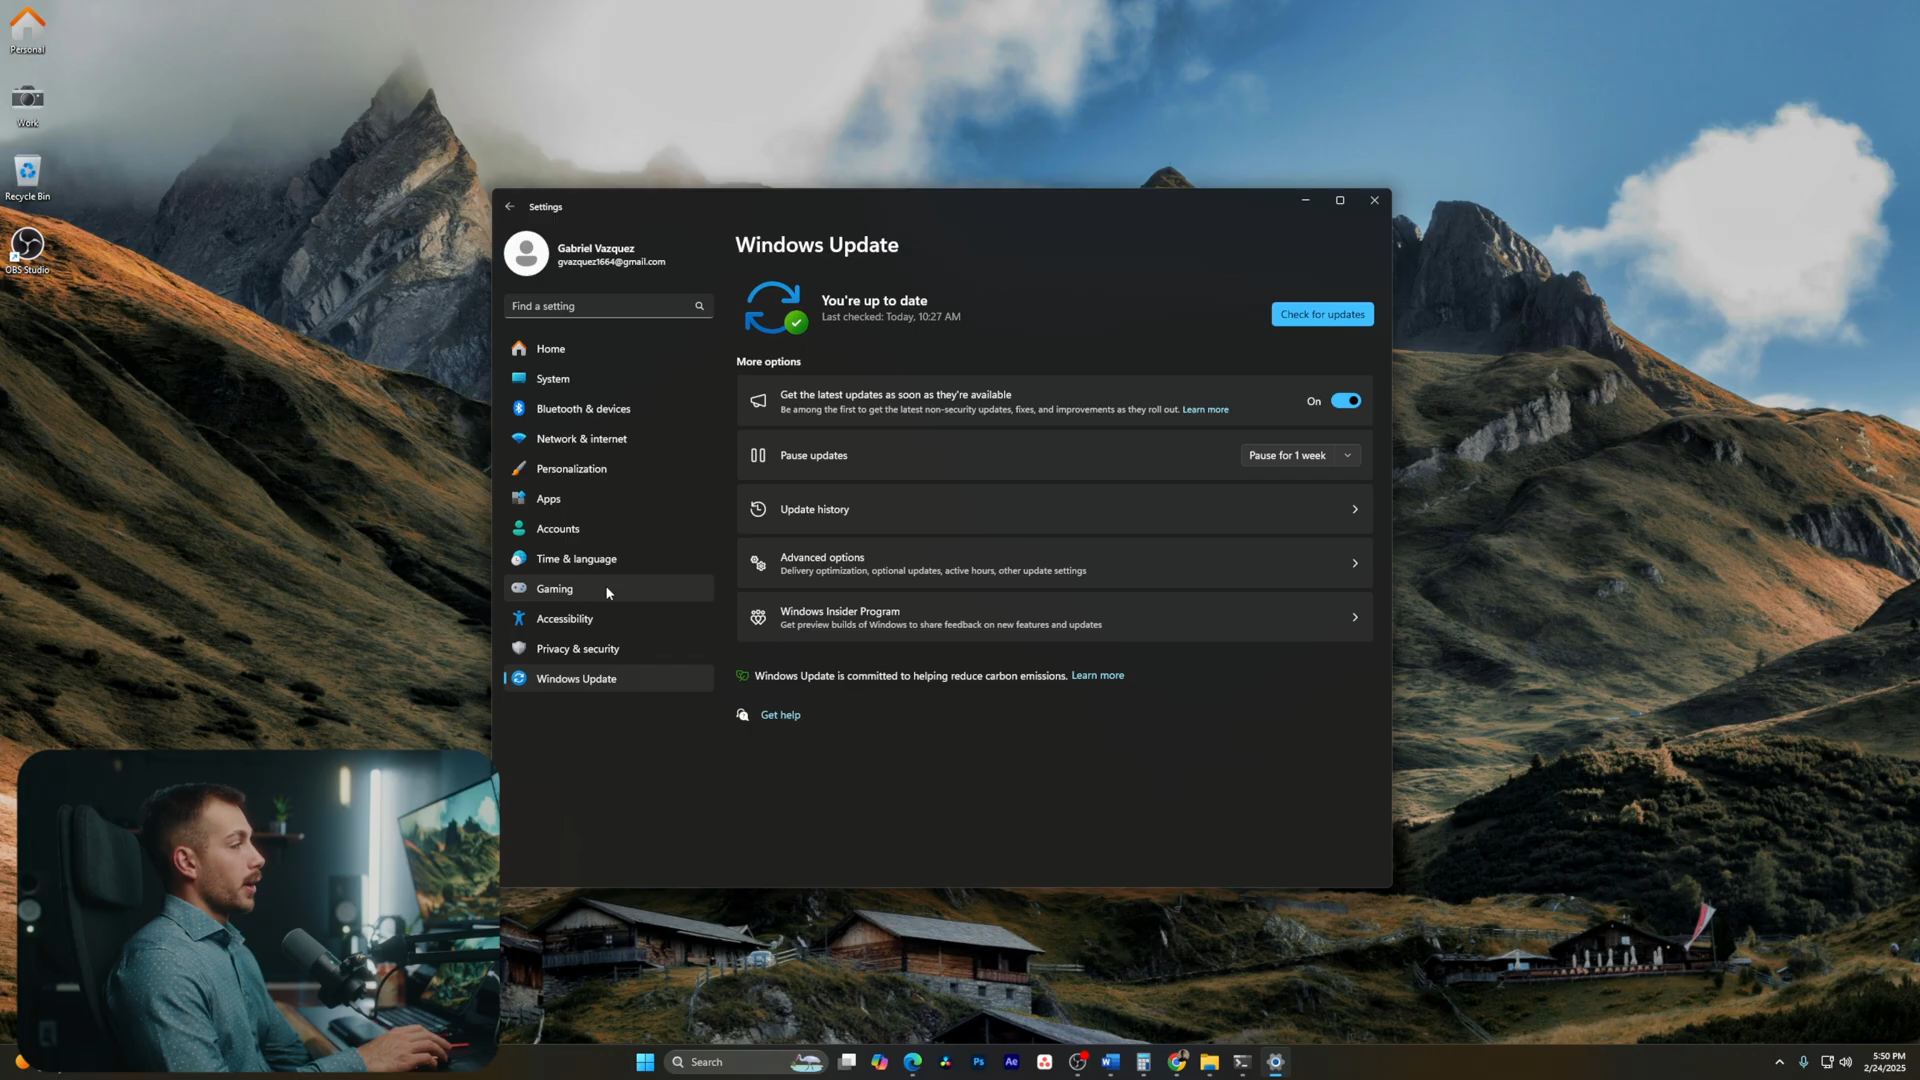 Personal
Work
Recycle Bin
OBS Studio
Settings
Gabriel Vazquez
gvazquez1664@gmail.com
Find a setting
Home
System
Bluetooth & devices
Network & internet
Personalization
Apps
Accounts
Time & language
Gaming
Accessibility
Privacy & security
Windows Update
Windows Update
You're up to date
Last checked: Today, 10:27 AM
Check for updates
More options
Get the latest updates as soon as they're available
Be among the first to get the latest non-security updates, fixes, and improvements as they roll out. Learn more
On
Pause updates
Pause for 1 week
Update history
Advanced options
Delivery optimization, optional updates, active hours, other update settings
Windows Insider Program
Get preview builds of Windows to share feedback on new features and updates
Windows Update is committed to helping reduce carbon emissions. Learn more
Get help
Search
Ps
Ae
W
5:50 PM
2/24/2025